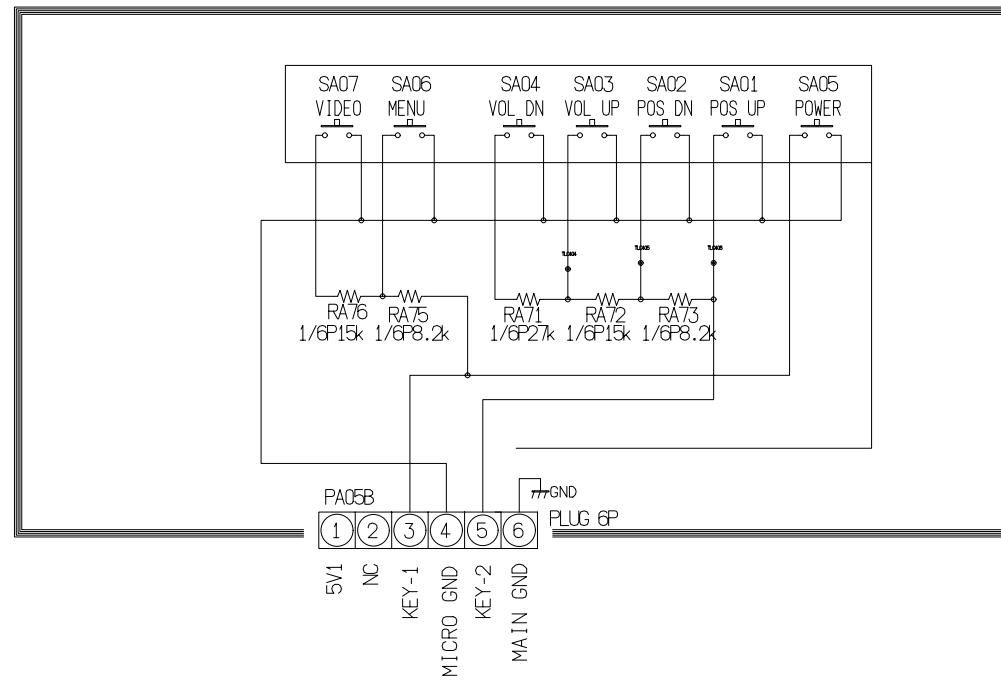 SA07 SA06 SA04 SA03 SA02 SA01 SA05
VIDEO MENU VOL DN VOL UP POS DN POS UP POWER
RA76 RA75 RA71 RA72 RA73
1/6P15k 1/6P8.2k 1/6P27k 1/6P15k 1/6P8.2k
PA05B
GND
PLUG 6P
1 2 3 4 5 6
5V1
NC
KEY-1
MICRO GND
KEY-2
MAIN GND